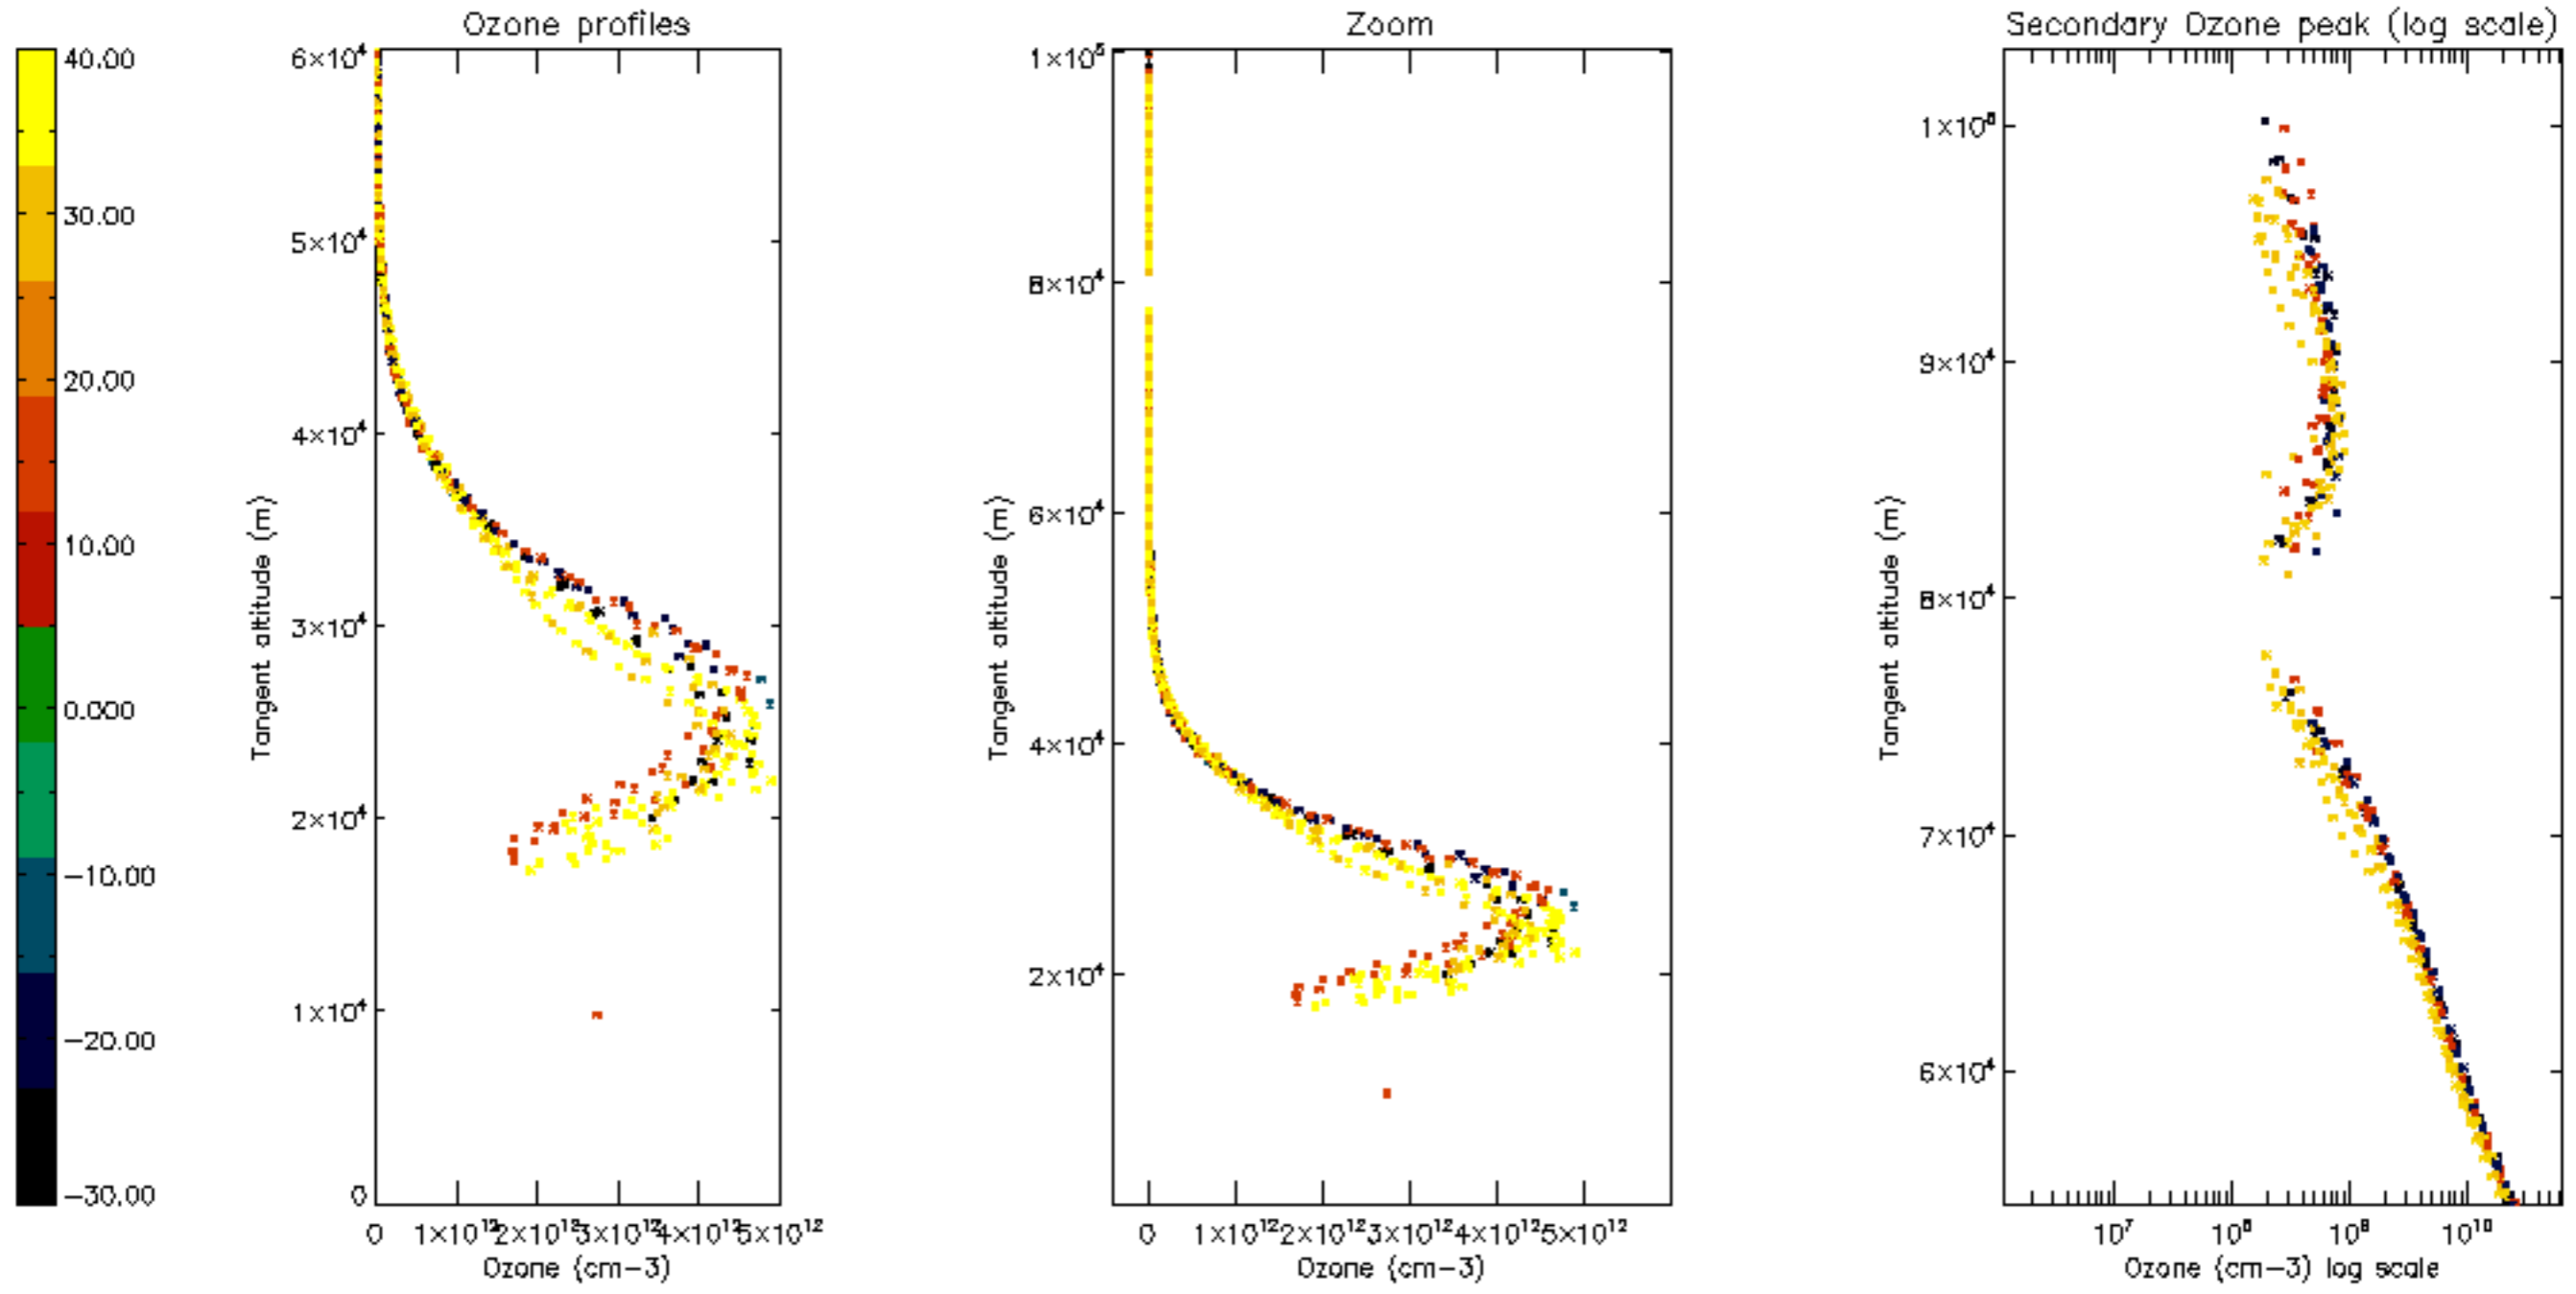 Ozone profiles
Zoom
Secondary Ozone peak (log scale)
40.00
30.00
20.00
10.00
0.000
−10.00
−20.00
−30.00
6×10⁴
5×10⁴
4×10⁴
3×10⁴
2×10⁴
1×10⁴
0
Tangent altitude (m)
0 1×10¹² 2×10¹² 3×10¹² 4×10¹² 5×10¹²
Ozone (cm−3)
1×10⁵
8×10⁴
6×10⁴
4×10⁴
2×10⁴
Tangent altitude (m)
0 1×10¹² 2×10¹² 3×10¹² 4×10¹² 5×10¹²
Ozone (cm−3)
1×10⁵
9×10⁴
8×10⁴
7×10⁴
6×10⁴
Tangent altitude (m)
10⁷ 10⁸ 10⁹ 10¹⁰
Ozone (cm−3) log scale